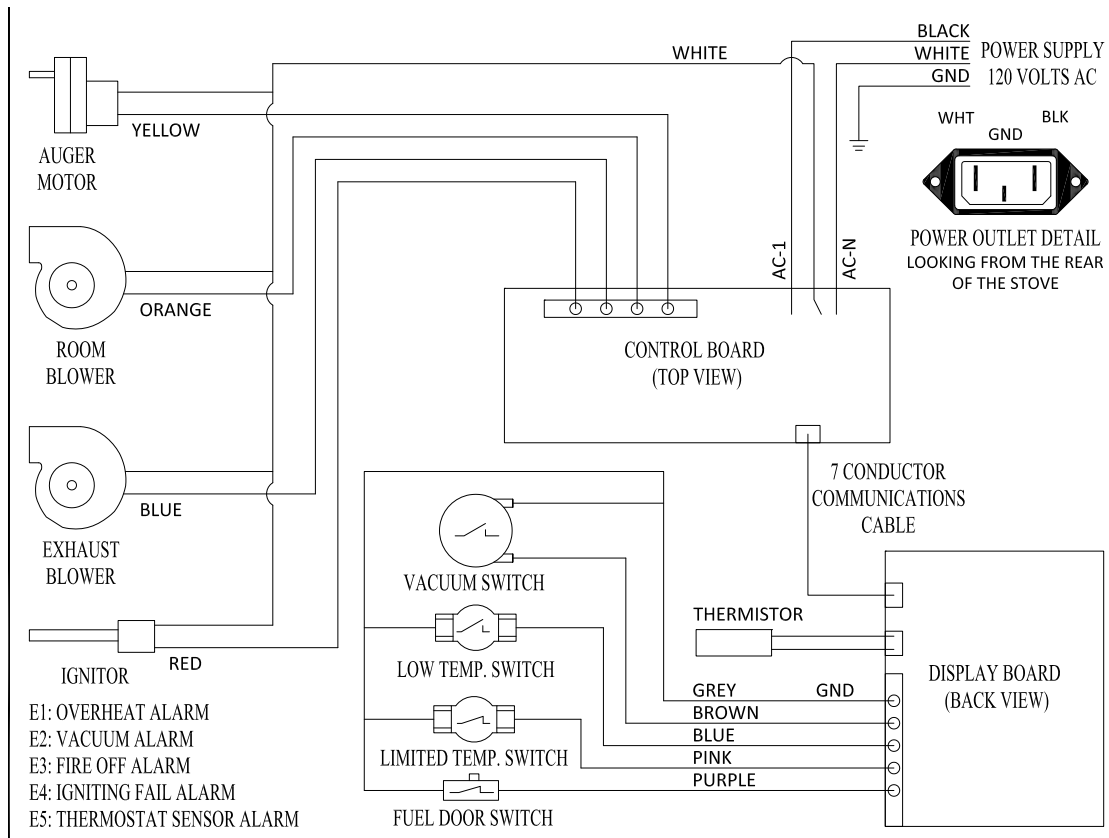 BLACK
WHITE
WHITE
GND
POWER SUPPLY
120 VOLTS AC
YELLOW
AUGER
MOTOR
WHT
BLK
GND
POWER OUTLET DETAIL
LOOKING FROM THE REAR
OF THE STOVE
AC-1
AC-N
ORANGE
ROOM
BLOWER
CONTROL BOARD
(TOP VIEW)
BLUE
EXHAUST
BLOWER
7 CONDUCTOR
COMMUNICATIONS
CABLE
VACUUM SWITCH
THERMISTOR
RED
IGNITOR
LOW TEMP. SWITCH
DISPLAY BOARD
(BACK VIEW)
GREY
GND
BROWN
BLUE
PINK
PURPLE
LIMITED TEMP. SWITCH
FUEL DOOR SWITCH
E1: OVERHEAT ALARM
E2: VACUUM ALARM
E3: FIRE OFF ALARM
E4: IGNITING FAIL ALARM
E5: THERMOSTAT SENSOR ALARM